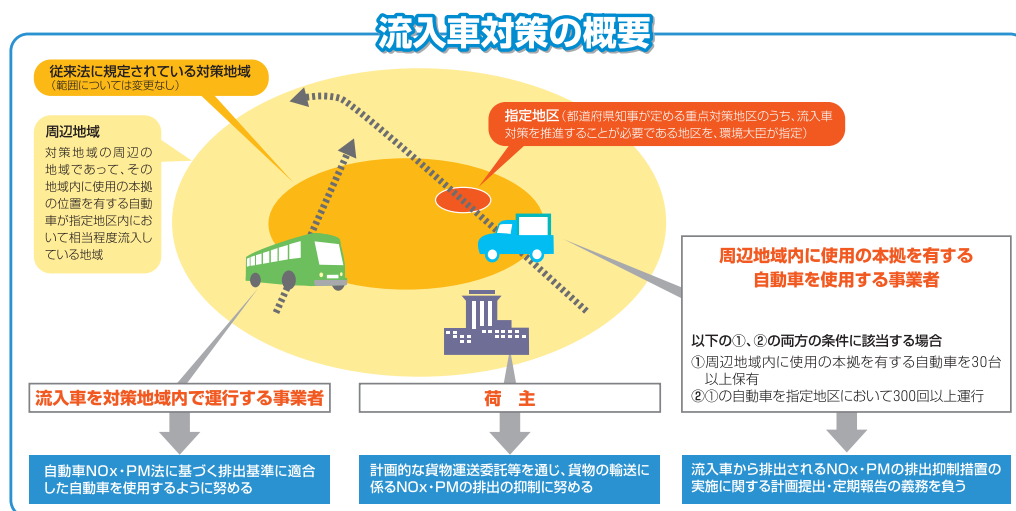 流入車対策の概要
従来法に規定されている対策地域
（範囲については変更なし）
周辺地域
対策地域の周辺の
地域であって、その
地域内に使用の本拠
の位置を有する自動
車が指定地区内にお
いて相当程度流入し
ている地域
指定地区（都道府県知事が定める重点対策地区のうち、流入車
対策を推進することが必要である地区を、環境大臣が指定）
周辺地域内に使用の本拠を有する
自動車を使用する事業者
以下の①、②の両方の条件に該当する場合
①周辺地域内に使用の本拠を有する自動車を30台
以上保有
②①の自動車を指定地区において300回以上運行
流入車を対策地域内で運行する事業者
荷　主
自動車NOx・PM法に基づく排出基準に適合
した自動車を使用するように努める
計画的な貨物運送委託等を通じ、貨物の輸送に
係るNOx・PMの排出の抑制に努める
流入車から排出されるNOx・PMの排出抑制措置の
実施に関する計画提出・定期報告の義務を負う